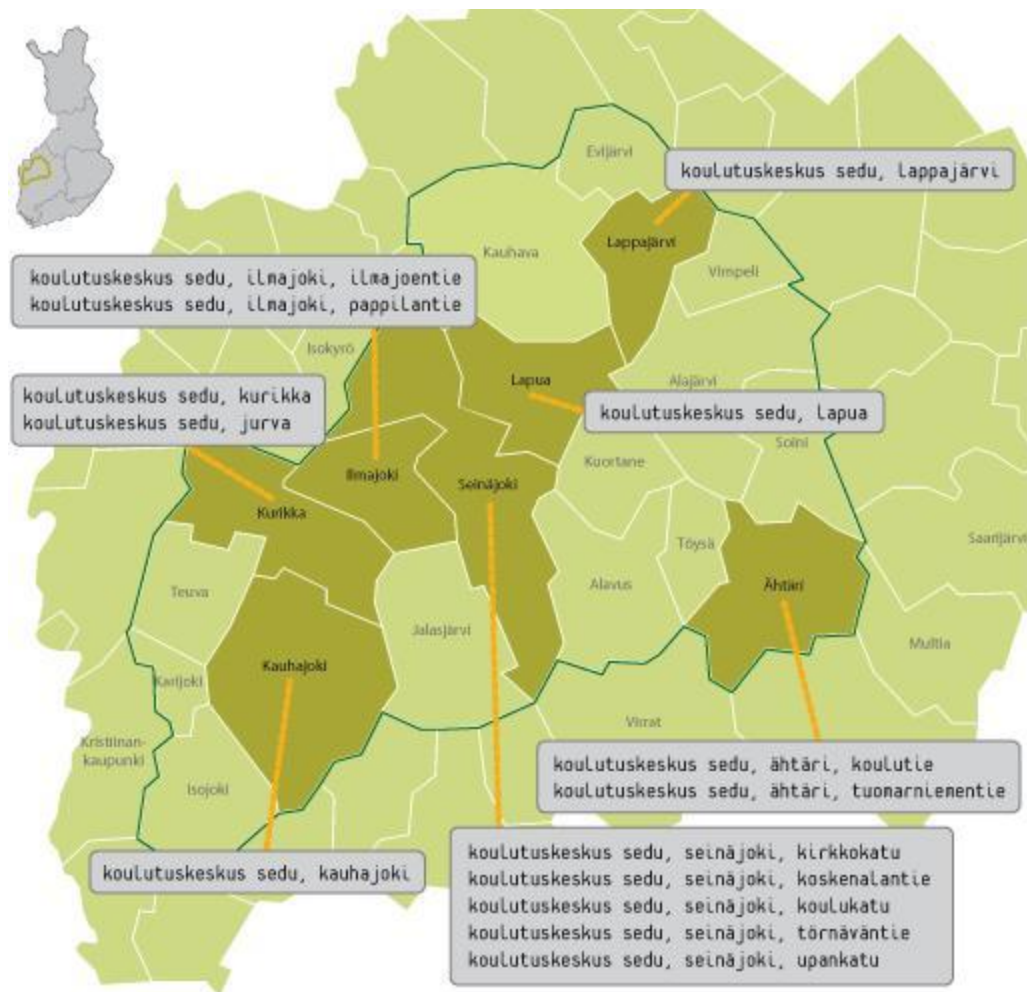 Evijärvi
koulutuskeskus sedu, lappajärvi
Lappajärvi
Kauhava
Vimpeli
koulutuskeskus sedu, ilmajoki, ilmajoentie
koulutuskeskus sedu, ilmajoki, pappilantie
Isokyrö
Lapua
Alajärvi
koulutuskeskus sedu, kurikka
koulutuskeskus sedu, jurva
koulutuskeskus sedu, lapua
Soini
Kuortane
Ilmajoki
Seinäjoki
Kurikka
Saarijärvi
Töysä
Teuva
Alavus
Ähtäri
Jalasjärvi
Multia
Kauhajoki
Karijoki
Virrat
Kristiinan-
kaupunki
Isojoki
koulutuskeskus sedu, ähtäri, koulutie
koulutuskeskus sedu, ähtäri, tuomarniementie
koulutuskeskus sedu, kauhajoki
koulutuskeskus sedu, seinäjoki, kirkkokatu
koulutuskeskus sedu, seinäjoki, koskenalantie
koulutuskeskus sedu, seinäjoki, koulukatu
koulutuskeskus sedu, seinäjoki, törnäväntie
koulutuskeskus sedu, seinäjoki, upankatu